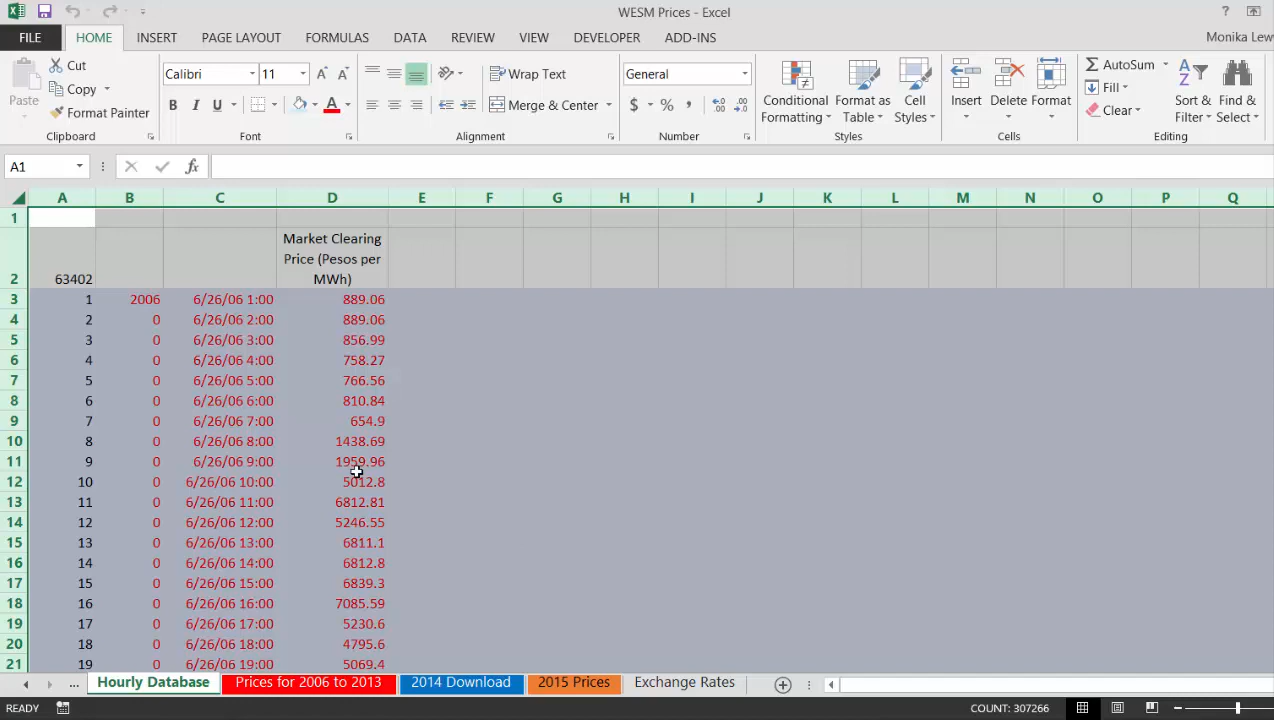 WESM Prices - Excel
?
FILE HOME INSERT PAGE LAYOUT FORMULAS DATA REVIEW VIEW DEVELOPER ADD-INS Monika Lew
Paste
Cut
Copy
Format Painter
Clipboard
Calibri 11
B I U A
Font
Wrap Text
Merge & Center
Alignment
General
$ % ,
Number
Conditional Formatting
Format as Table
Cell Styles
Styles
Insert
Delete
Format
Cells
AutoSum
Fill
Clear
Sort & Filter
Find & Select
Editing
A1 fx
A B C D E F G H I J K L M N O P Q
1
Market Clearing
Price (Pesos per
2 63402 MWh)
3 1 2006 6/26/06 1:00 889.06
4 2 0 6/26/06 2:00 889.06
5 3 0 6/26/06 3:00 856.99
6 4 0 6/26/06 4:00 758.27
7 5 0 6/26/06 5:00 766.56
8 6 0 6/26/06 6:00 810.84
9 7 0 6/26/06 7:00 654.9
10 8 0 6/26/06 8:00 1438.69
11 9 0 6/26/06 9:00 1959.96
12 10 0 6/26/06 10:00 5012.8
13 11 0 6/26/06 11:00 6812.81
14 12 0 6/26/06 12:00 5246.55
15 13 0 6/26/06 13:00 6811.1
16 14 0 6/26/06 14:00 6812.8
17 15 0 6/26/06 15:00 6839.3
18 16 0 6/26/06 16:00 7085.59
19 17 0 6/26/06 17:00 5230.6
20 18 0 6/26/06 18:00 4795.6
21 19 0 6/26/06 19:00 5069.4
... Hourly Database Prices for 2006 to 2013 2014 Download 2015 Prices Exchange Rates
READY COUNT: 307266